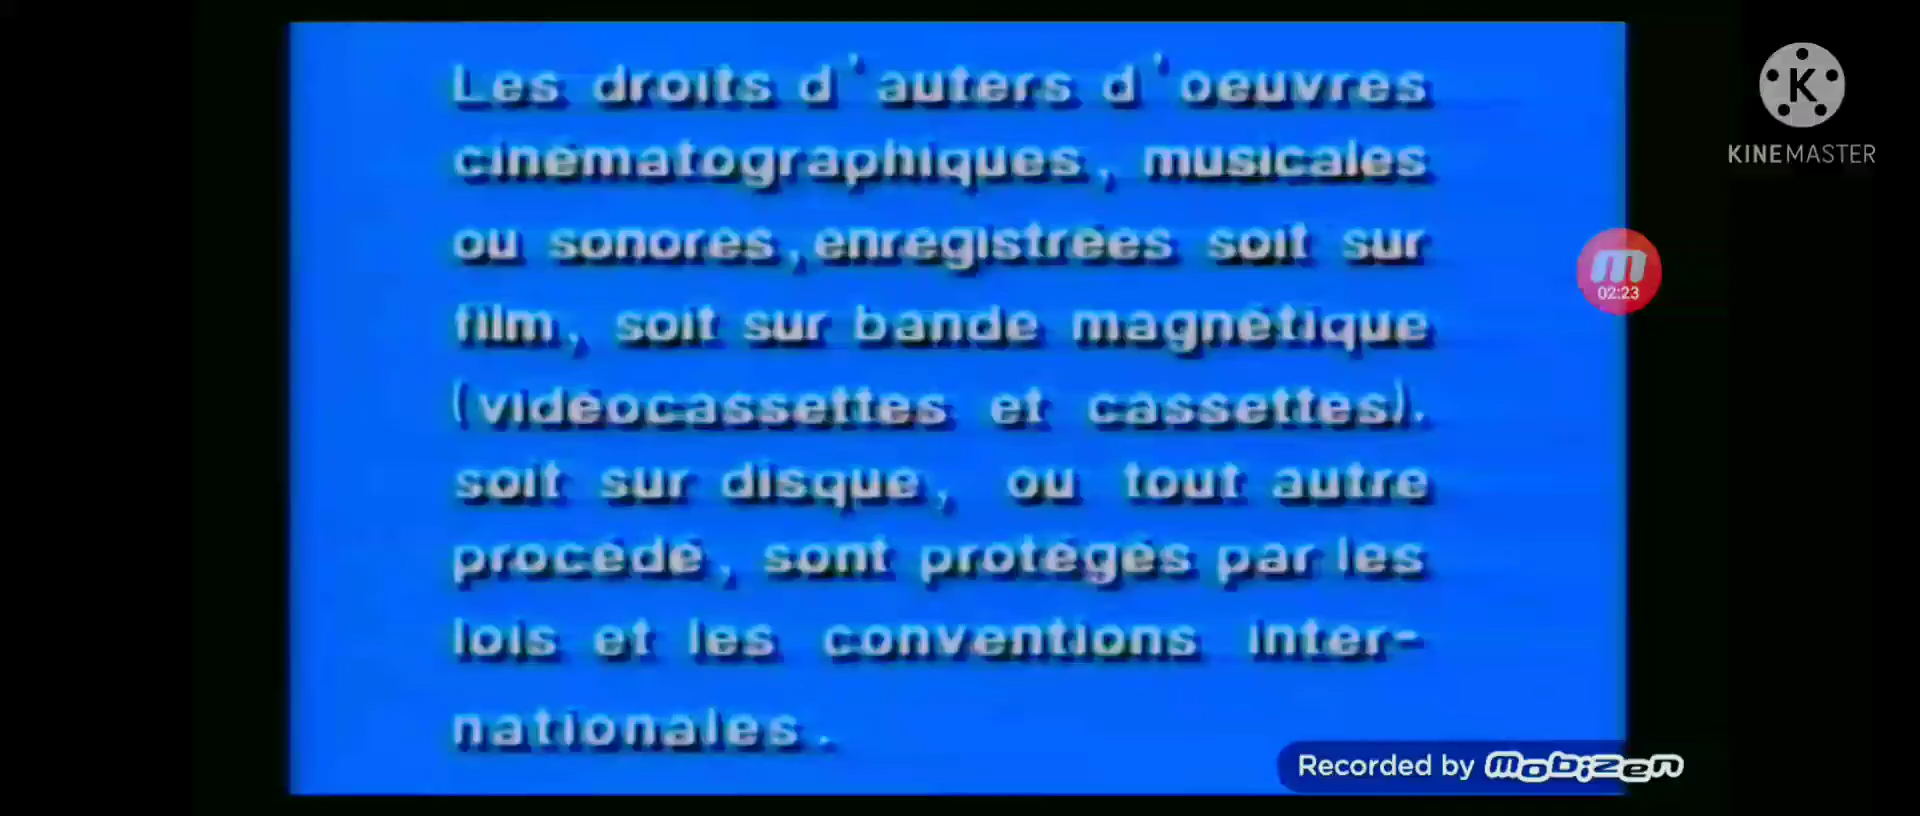 Les droits d'auters d'oeuvres
cinématographiques, musicales
ou sonores,enregistrées soit sur
film, soit sur bande magnétique
(vidéocassettes et cassettes).
soit sur disque, ou tout autre
procédé, sont protégés par les
lois et les conventions inter-
nationales.
K
KINEMASTER
m
02:23
Recorded by mobizen